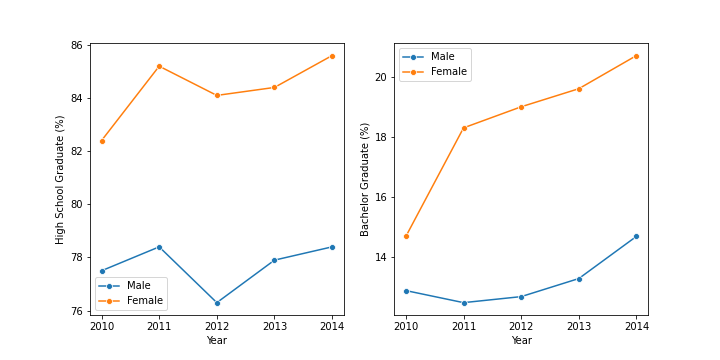 86
84
82
80
78
76
High School Graduate (%)
Male
Female
2010 2011 2012 2013 2014
Year
20
18
16
14
Bachelor Graduate (%)
Male
Female
2010 2011 2012 2013 2014
Year